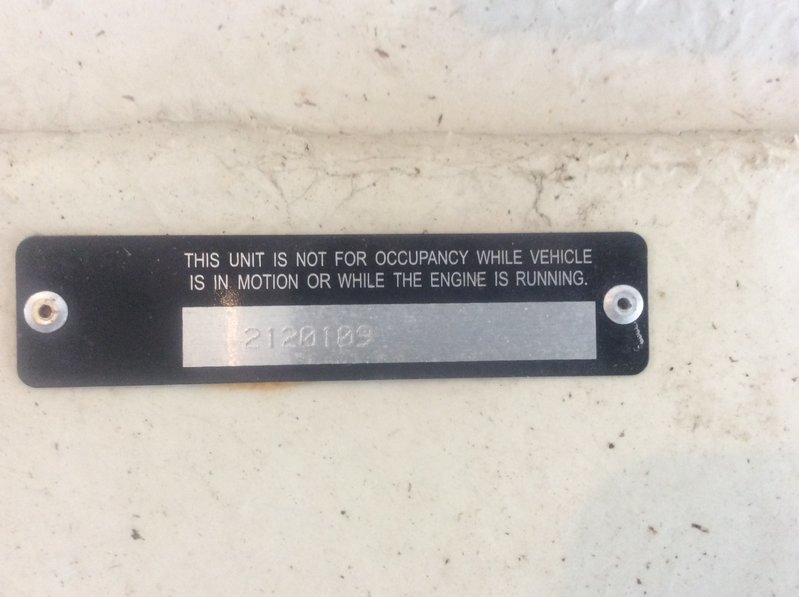 THIS UNIT IS NOT FOR OCCUPANCY WHILE VEHICLE
IS IN MOTION OR WHILE THE ENGINE IS RUNNING.
2120109